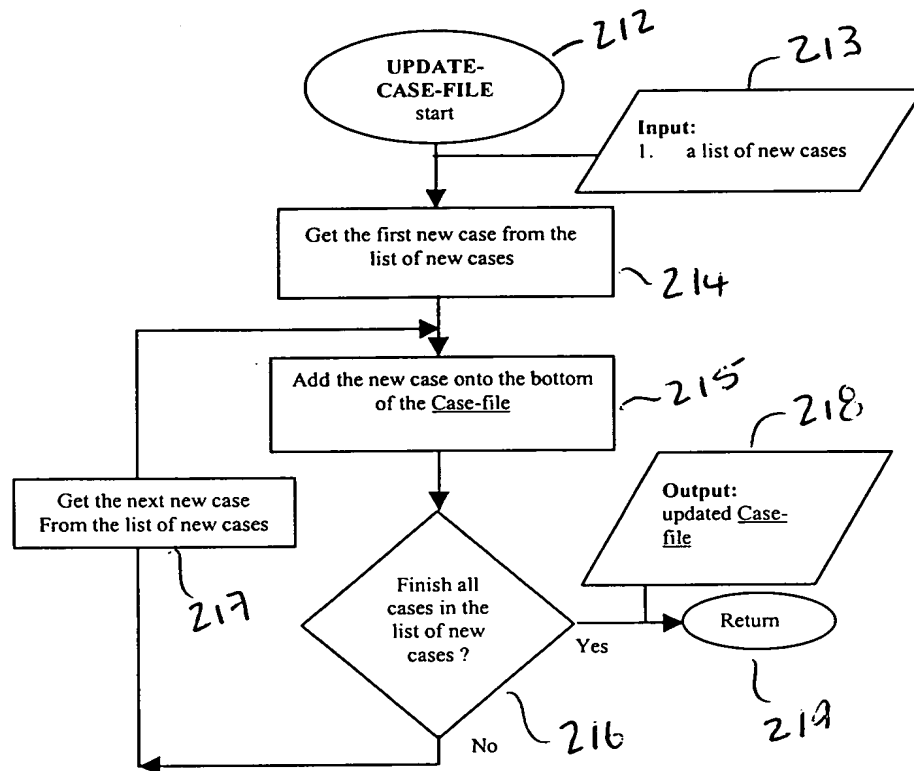 212
213
UPDATE-
CASE-FILE
start
Input:
1. a list of new cases
Get the first new case from the
list of new cases
214
Add the new case onto the bottom
of the Case-file
215
218
Output:
updated Case-
file
Get the next new case
From the list of new cases
217
Finish all
cases in the
list of new
cases ?
Yes
Return
219
No
216